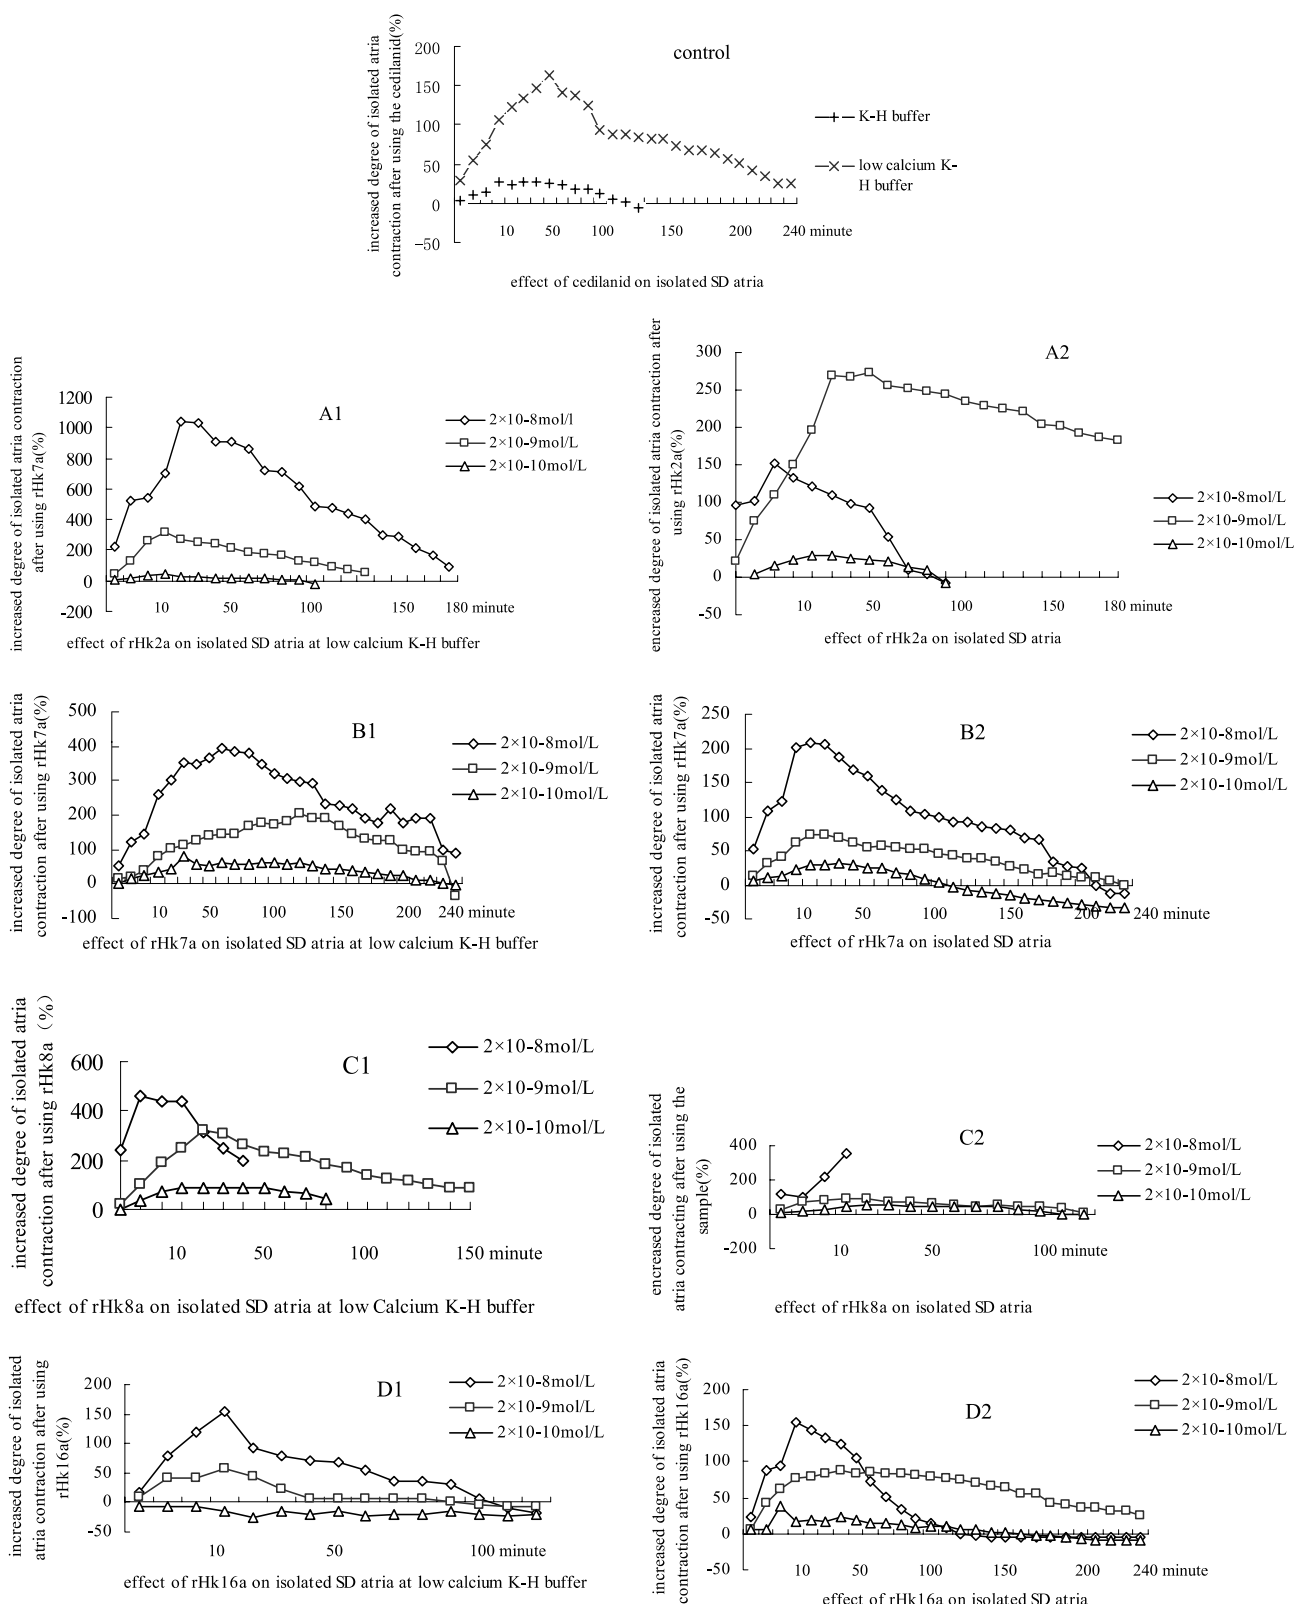 increased degree of isolated atria
contraction after using the cedilanid(%)
control
200
150
100
50
0
−50
10 50 100 150 200 240 minute
K-H buffer
low calcium K-
H buffer
effect of cedilanid on isolated SD atria
increased degree of isolated atria contraction
after using rHk7a(%)
A1
1200
1000
800
600
400
200
0
-200
10 50 100 150 180 minute
2×10-8mol/l
2×10-9mol/L
2×10-10mol/L
effect of rHk2a on isolated SD atria at low calcium K-H buffer
encreased degree of isolated atria contraction after
using rHk2a(%)
A2
300
250
200
150
100
50
0
-50
10 50 100 150 180 minute
2×10-8mol/L
2×10-9mol/L
2×10-10mol/L
effect of rHk2a on isolated SD atria
increased degree of isolated atria
contraction after using rHk7a(%)
B1
500
400
300
200
100
0
-100
10 50 100 150 200 240 minute
2×10-8mol/L
2×10-9mol/L
2×10-10mol/L
effect of rHk7a on isolated SD atria at low calcium K-H buffer
increased degree of isolated atria
contraction after using rHk7a(%)
B2
250
200
150
100
50
0
-50
10 50 100 150 200 240 minute
2×10-8mol/L
2×10-9mol/L
2×10-10mol/L
effect of rHk7a on isolated SD atria
increased degree of isolated atria
contraction after using rHk8a（%）
C1
600
400
200
0
10 50 100 150 minute
2×10-8mol/L
2×10-9mol/L
2×10-10mol/L
effect of rHk8a on isolated SD atria at low Calcium K-H buffer
encreased degree of isolated
atria contracting after using the
sample(%)
C2
400
200
0
-200
10 50 100 minute
2×10-8mol/L
2×10-9mol/L
2×10-10mol/L
effect of rHk8a on isolated SD atria
increased degree of isolated
atria contraction after using
rHk16a(%)
D1
200
150
100
50
0
-50
10 50 100 minute
2×10-8mol/L
2×10-9mol/L
2×10-10mol/L
effect of rHk16a on isolated SD atria at low calcium K-H buffer
increased degree of isolated atria
contraction after using rHK16a(%)
D2
200
150
100
50
0
-50
10 50 100 150 200 240 minute
2×10-8mol/L
2×10-9mol/L
2×10-10mol/L
effect of rHk16a on isolated SD atria